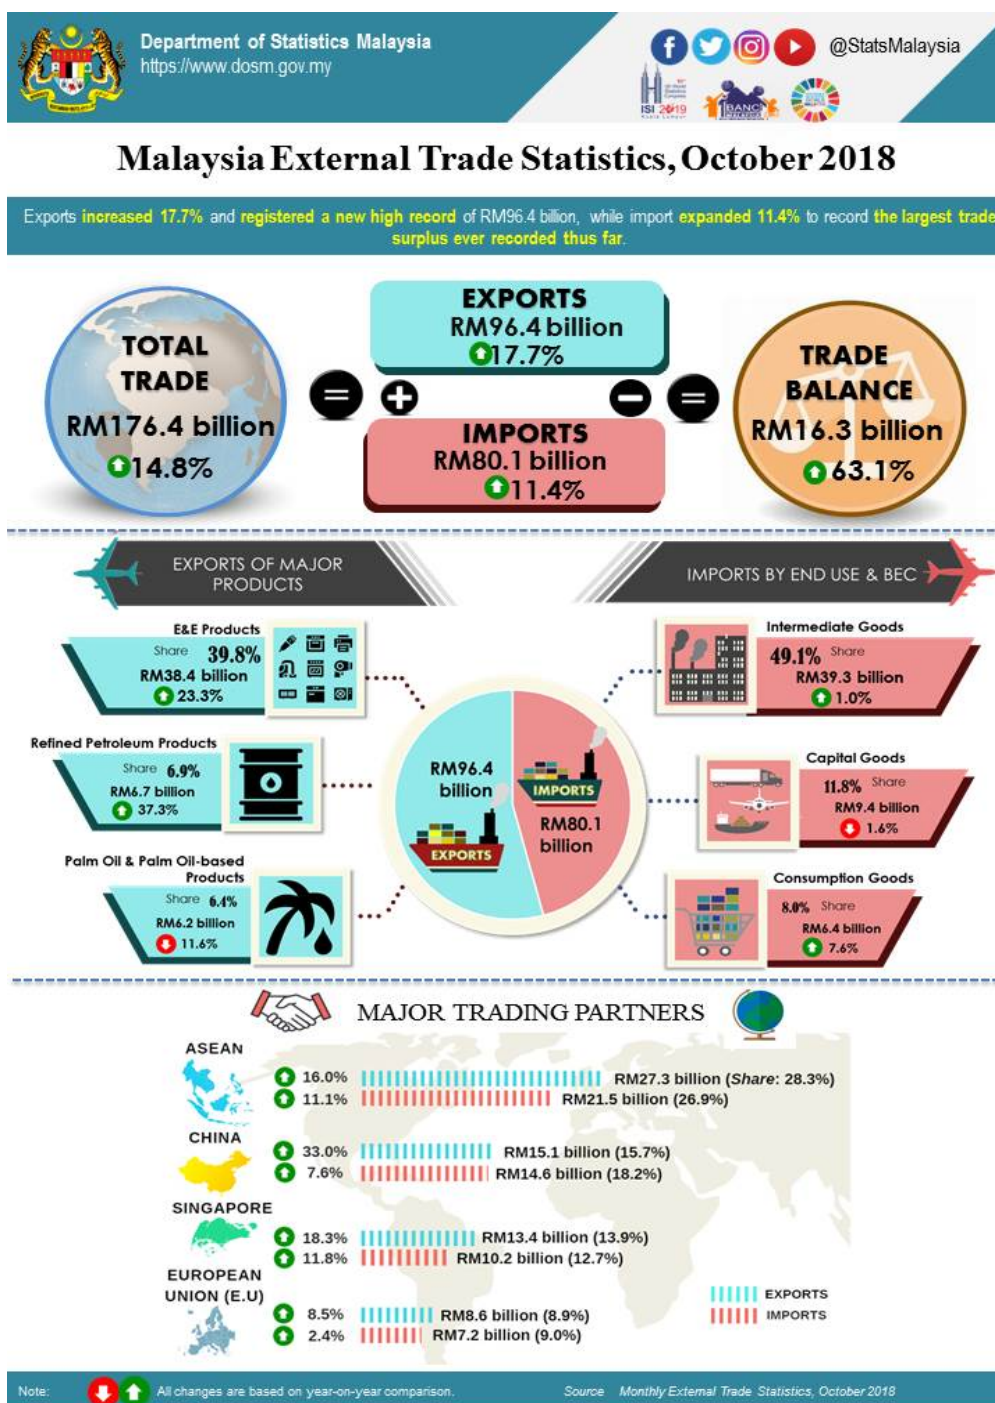 Department of Statistics Malaysia
https://www.dosm.gov.my
@StatsMalaysia
ISI 2019
BANCI
Malaysia External Trade Statistics, October 2018
Exports increased 17.7% and registered a new high record of RM96.4 billion, while import expanded 11.4% to record the largest trade
surplus ever recorded thus far.
TOTAL
TRADE
RM176.4 billion
14.8%
=
+
EXPORTS
RM96.4 billion
17.7%
IMPORTS
RM80.1 billion
11.4%
−
=
TRADE
BALANCE
RM16.3 billion
63.1%
EXPORTS OF MAJOR
PRODUCTS
IMPORTS BY END USE & BEC
E&E Products
Share 39.8%
RM38.4 billion
23.3%
Refined Petroleum Products
Share 6.9%
RM6.7 billion
37.3%
Palm Oil & Palm Oil-based
Products
Share 6.4%
RM6.2 billion
11.6%
RM96.4
billion
EXPORTS
IMPORTS
RM80.1
billion
Intermediate Goods
49.1% Share
RM39.3 billion
1.0%
Capital Goods
11.8% Share
RM9.4 billion
1.6%
Consumption Goods
8.0% Share
RM6.4 billion
7.6%
MAJOR TRADING PARTNERS
ASEAN
16.0% RM27.3 billion (Share: 28.3%)
11.1% RM21.5 billion (26.9%)
CHINA
33.0% RM15.1 billion (15.7%)
7.6% RM14.6 billion (18.2%)
SINGAPORE
18.3% RM13.4 billion (13.9%)
11.8% RM10.2 billion (12.7%)
EUROPEAN
UNION (E.U)
8.5% RM8.6 billion (8.9%)
2.4% RM7.2 billion (9.0%)
EXPORTS
IMPORTS
Note: All changes are based on year-on-year comparison.
Source Monthly External Trade Statistics, October 2018